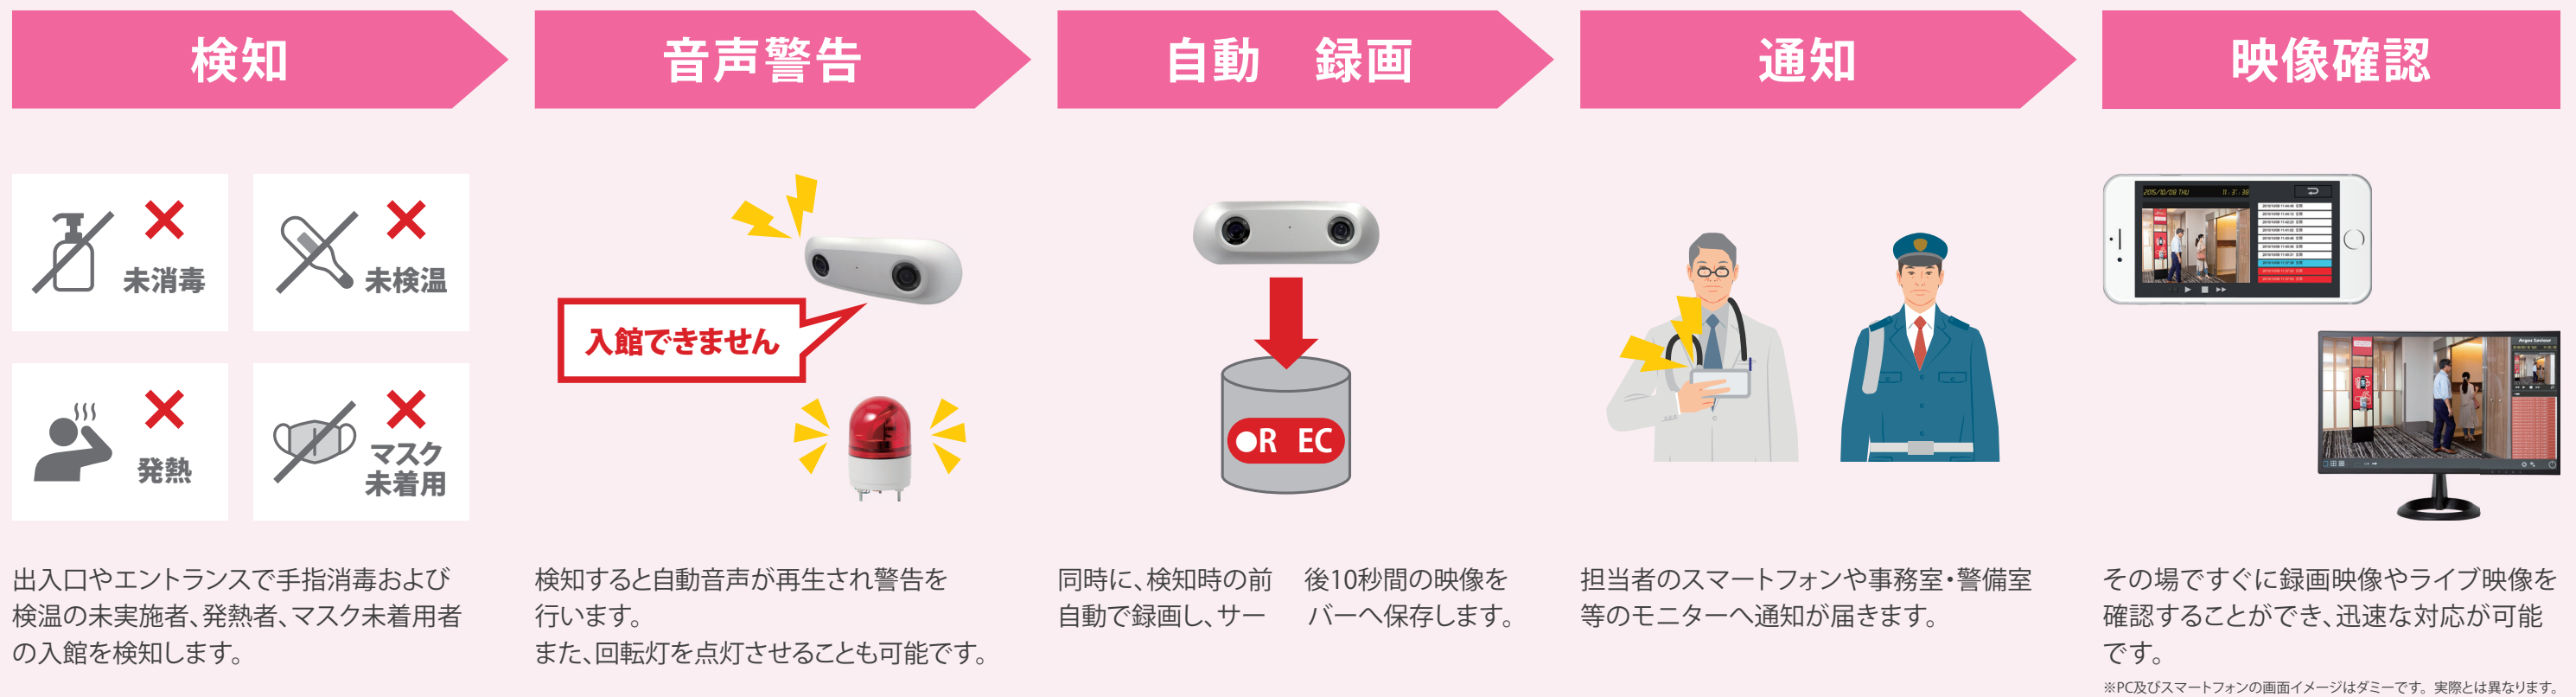 検知
音声警告
自動 録画
通知
映像確認
未消毒
未検温
発熱
マスク
未着用
入館できません
●R EC
2015/10/08 THU
Argos Saviour
出入口やエントランスで手指消毒および
検温の未実施者、発熱者、マスク未着用者
の入館を検知します。
検知すると自動音声が再生され警告を
行います。
また、回転灯を点灯させることも可能です。
同時に、検知時の前 後10秒間の映像を
自動で録画し、サー バーへ保存します。
担当者のスマートフォンや事務室・警備室
等のモニターへ通知が届きます。
その場ですぐに録画映像やライブ映像を
確認することができ、迅速な対応が可能
です。
※PC及びスマートフォンの画面イメージはダミーです。実際とは異なります。